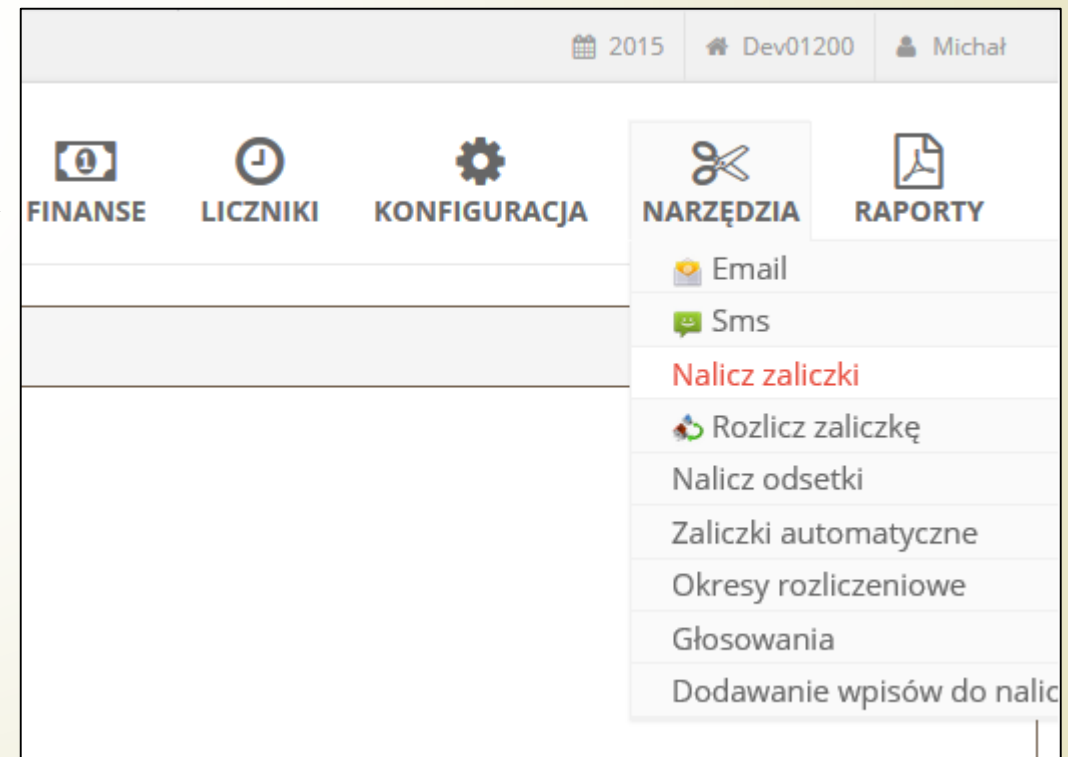 2015 Dev01200 Michał
FINANSE LICZNIKI KONFIGURACJA NARZĘDZIA RAPORTY
Email
Sms
Nalicz zaliczki
Rozlicz zaliczkę
Nalicz odsetki
Zaliczki automatyczne
Okresy rozliczeniowe
Głosowania
Dodawanie wpisów do nalic